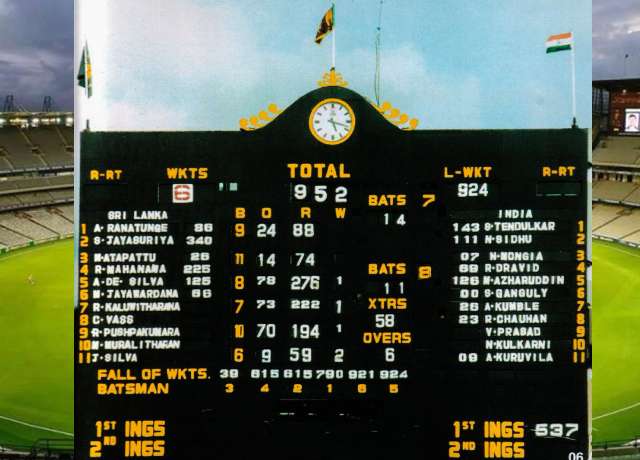 TOTAL
R-RT WKTS 6 952 L-WKT 924 R-RT
BATS 7
14
BATS 8
11
XTRS
58
OVERS
6
SRI LANKA
1 A. RANATUNGE 86
2 S. JAYASURIYA 340
3 M. ATAPATTU 26
4 R. MAHANAMA 225
5 A. DE. SILVA 126
6 M. JAYAWARDANA 66
7 R. KALUWITHARANA
8 C. VASS
9 R. PUSHPAKUMARA
10 M. MURALITHARAN
11 J. SILVA
B O R W
9 24 88
11 14 74
8 78 276 1
7 73 222 1
10 70 194 1
6 9 59 2
INDIA
143 S. TENDULKAR 1
111 N. SIDHU 2
07 N. MONGIA 3
69 R. DRAVID 4
126 M. AZHARUDDIN 5
00 S. GANGULY 6
25 A. KUMBLE 7
23 R. CHAUHAN 8
V. PRASAD 9
N. KULKARNI 10
09 A. KURUVILA 11
FALL OF WKTS. 39 615 615 790 921 924
BATSMAN 3 4 2 1 6 5
1ST INGS
2ND INGS
1ST INGS 537
2ND INGS
06